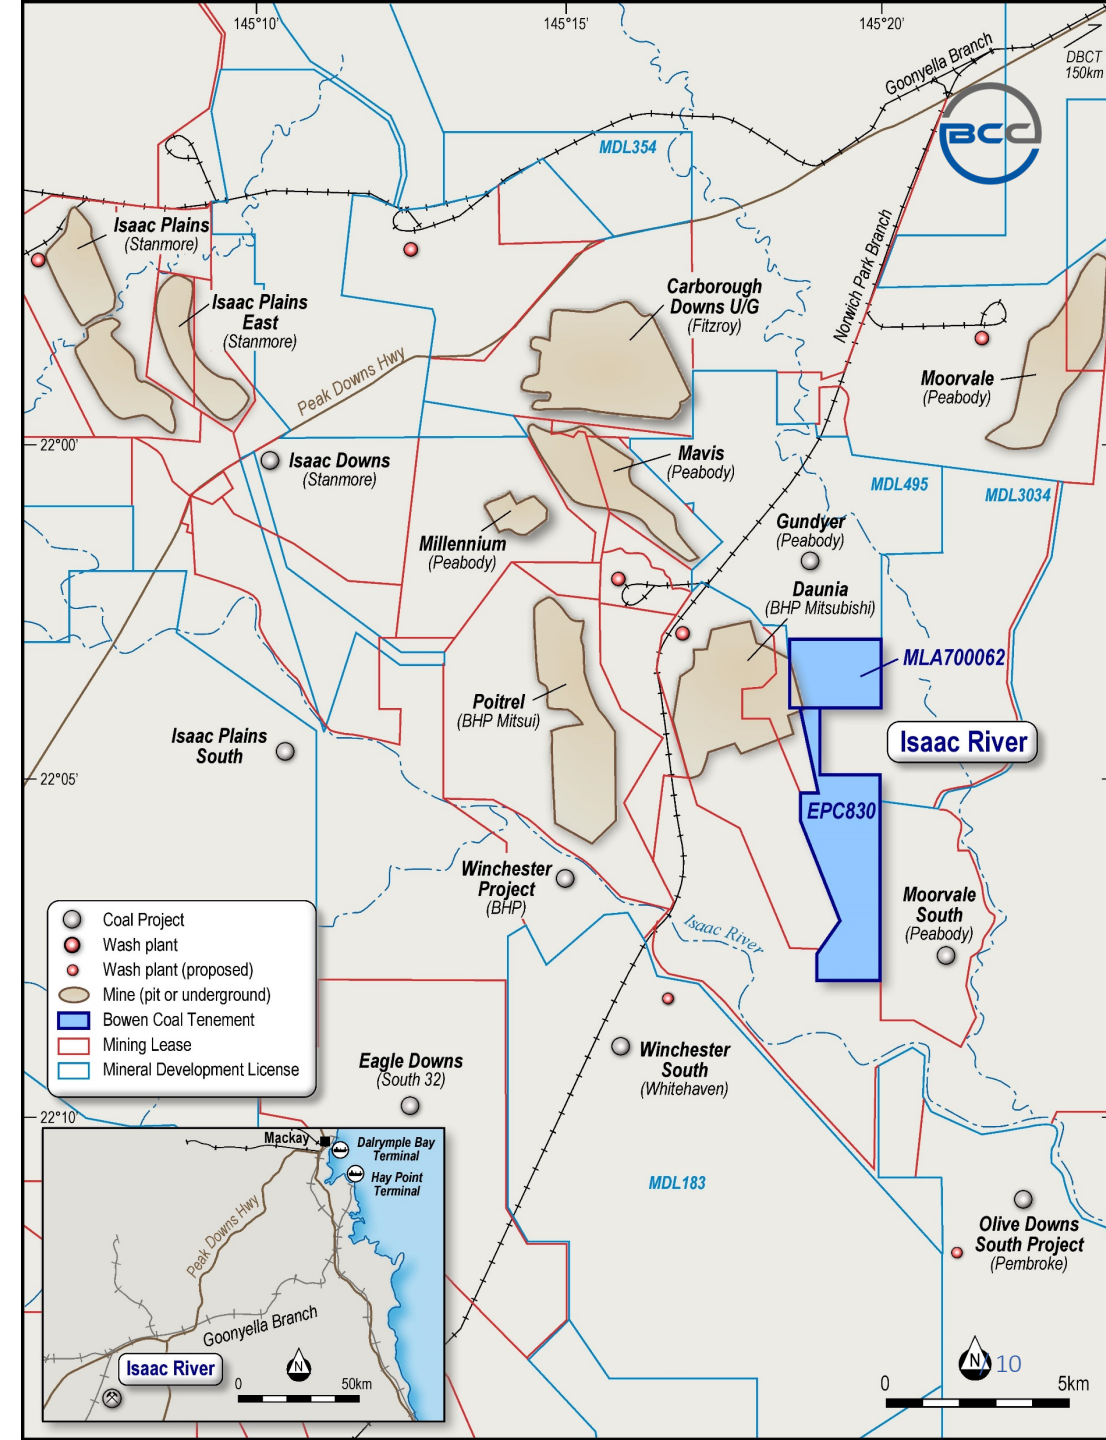 145°10'
145°15'
145°20'
Goonyella Branch
DBCT
150km
BCC
MDL354
Isaac Plains
(Stanmore)
Norwich Park Branch
Isaac Plains
East
(Stanmore)
Carborough
Downs U/G
(Fitzroy)
Peak Downs Hwy
Moorvale
(Peabody)
22°00'
Isaac Downs
(Stanmore)
Mavis
(Peabody)
MDL495
MDL3034
Gundyer
(Peabody)
Millennium
(Peabody)
Daunia
(BHP Mitsubishi)
MLA700062
Poitrel
(BHP Mitsui)
Isaac Plains
South
Isaac River
22°05'
EPC830
Winchester
Project
(BHP)
Moorvale
South
(Peabody)
Isaac River
Coal Project
Wash plant
Wash plant (proposed)
Mine (pit or underground)
Bowen Coal Tenement
Mining Lease
Mineral Development License
Eagle Downs
(South 32)
Winchester
South
(Whitehaven)
22°10'
MDL183
Olive Downs
South Project
(Pembroke)
Mackay
Dalrymple Bay
Terminal
Hay Point
Terminal
Peak Downs Hwy
Goonyella Branch
Isaac River
N
0 50km
N
10
0 5km